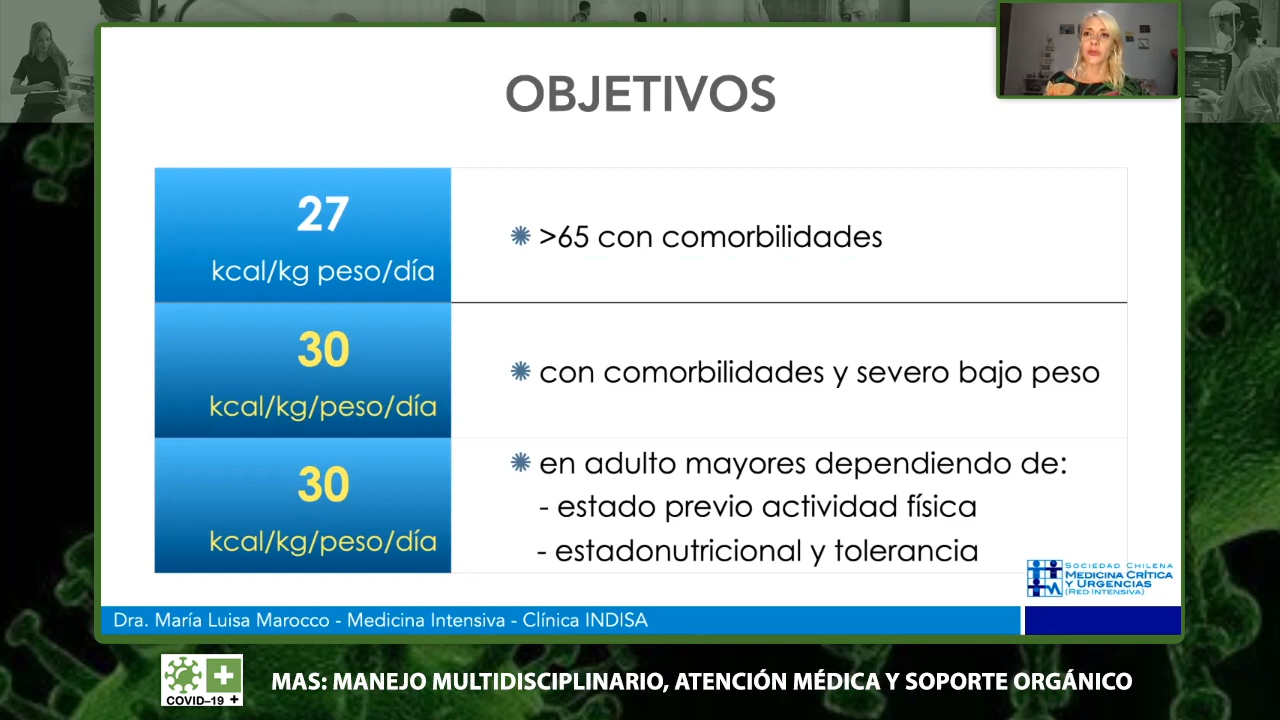 OBJETIVOS
27
kcal/kg peso/día
>65 con comorbilidades
30
kcal/kg/peso/día
con comorbilidades y severo bajo peso
30
kcal/kg/peso/día
en adulto mayores dependiendo de:
- estado previo actividad física
- estadonutricional y tolerancia
SOCIEDAD CHILENA
MEDICINA CRÍTICA
Y URGENCIAS
(RED INTENSIVA)
Dra. María Luisa Marocco - Medicina Intensiva - Clínica INDISA
COVID-19 +
MAS: MANEJO MULTIDISCIPLINARIO, ATENCIÓN MÉDICA Y SOPORTE ORGÁNICO